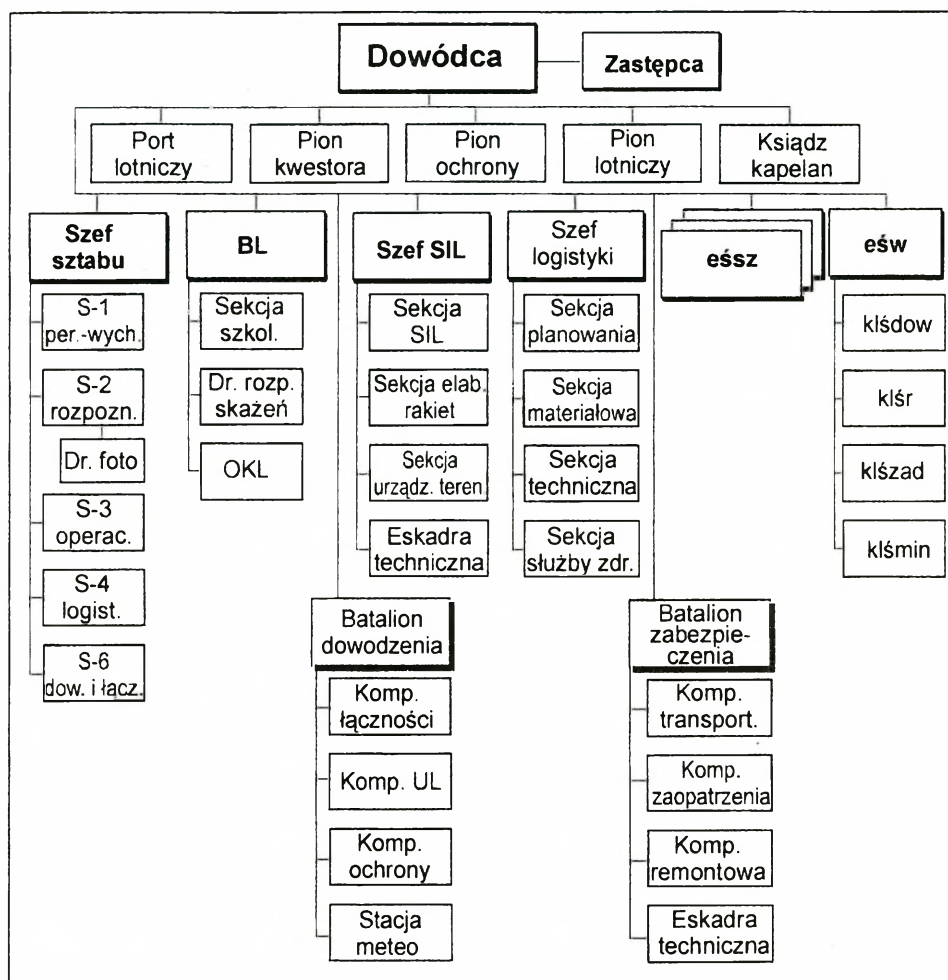 Dowódca
Zastępca
Port
lotniczy
Pion
kwestora
Pion
ochrony
Pion
lotniczy
Ksiądz
kapelan
Szef
sztabu
BL
Szef SIL
Szef
logistyki
eśsz
eśw
S-1
per.-wych.
S-2
rozpozn.
Dr. foto
S-3
operac.
S-4
logist.
S-6
dow. i łącz.
Sekcja
szkol.
Dr. rozp.
skażeń
OKL
Sekcja
SIL
Sekcja elab.
rakiet
Sekcja
urządz. teren.
Eskadra
techniczna
Sekcja
planowania
Sekcja
materiałowa
Sekcja
techniczna
Sekcja
służby zdr.
klśdow
klśr
klśzad
klśmin
Batalion
dowodzenia
Komp.
łączności
Komp. UL
Komp.
ochrony
Stacja
meteo
Batalion
zabezpie-
czenia
Komp.
transport.
Komp.
zaopatrzenia
Komp.
remontowa
Eskadra
techniczna